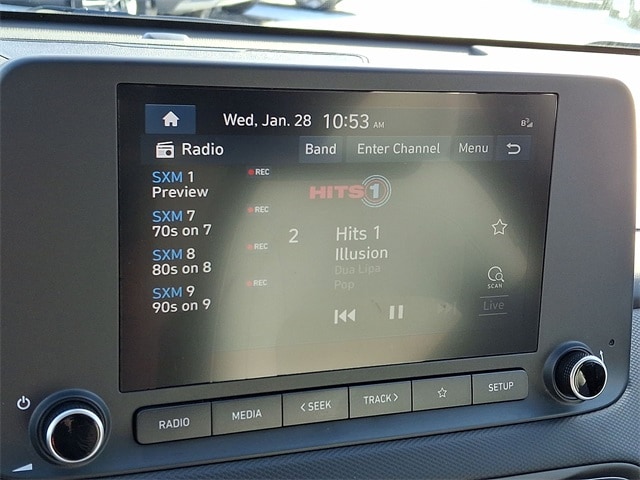 Wed, Jan. 28 10:53 AM
Radio Band Enter Channel Menu
SXM 1 REC
Preview
SXM 7 REC
70s on 7
SXM 8 REC
80s on 8
SXM 9 REC
90s on 9
HITS 1
2 Hits 1
Illusion
Dua Lipa
Pop
SCAN
Live
RADIO MEDIA < SEEK TRACK > SETUP